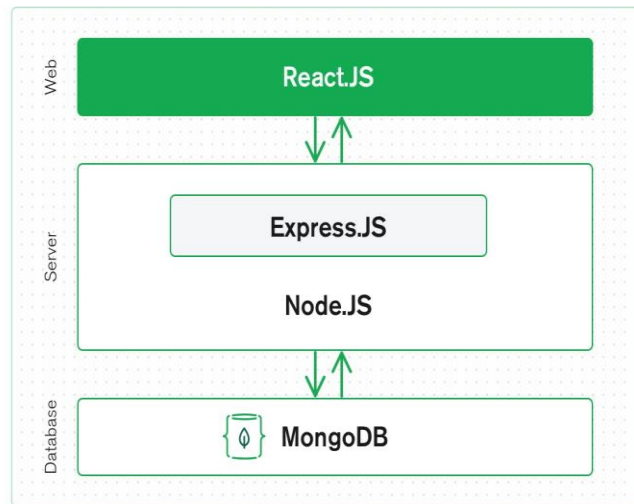 Web
React.JS
Server
Express.JS
Node.JS
Database
MongoDB